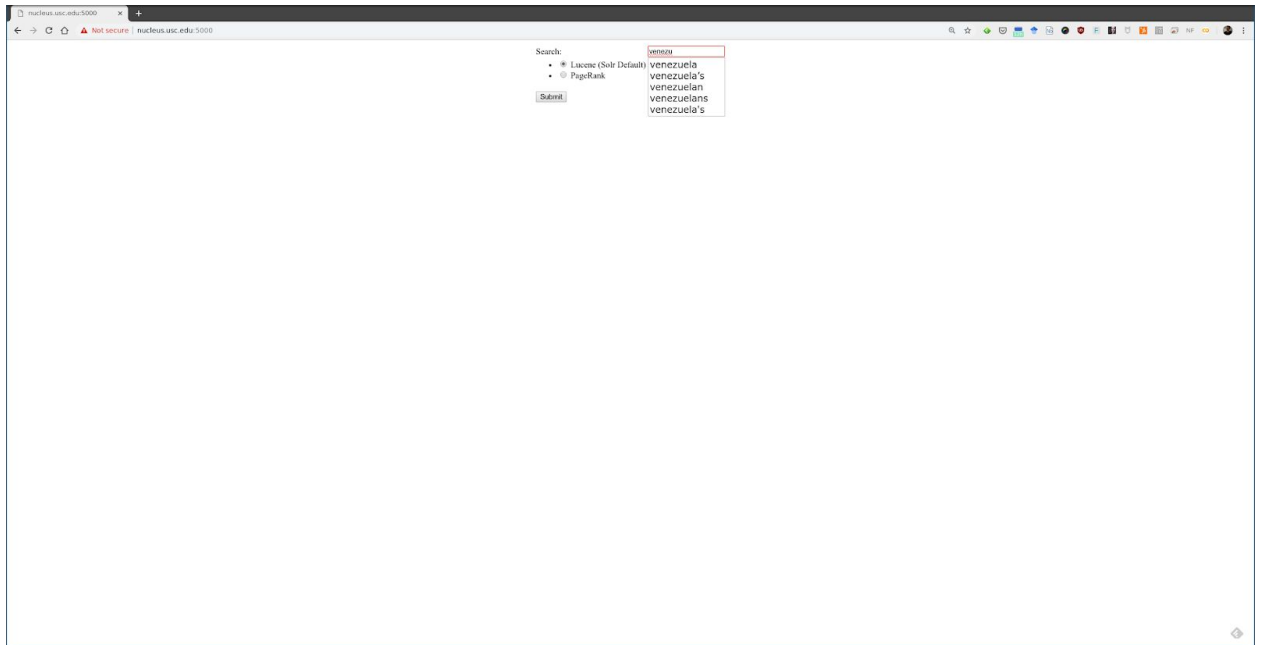 nucleus.usc.edu:5000
Not secure | nucleus.usc.edu:5000
Search:
venezu
Lucene (Solr Default)
PageRank
Submit
venezuela
venezuela's
venezuelan
venezuelans
venezuela's